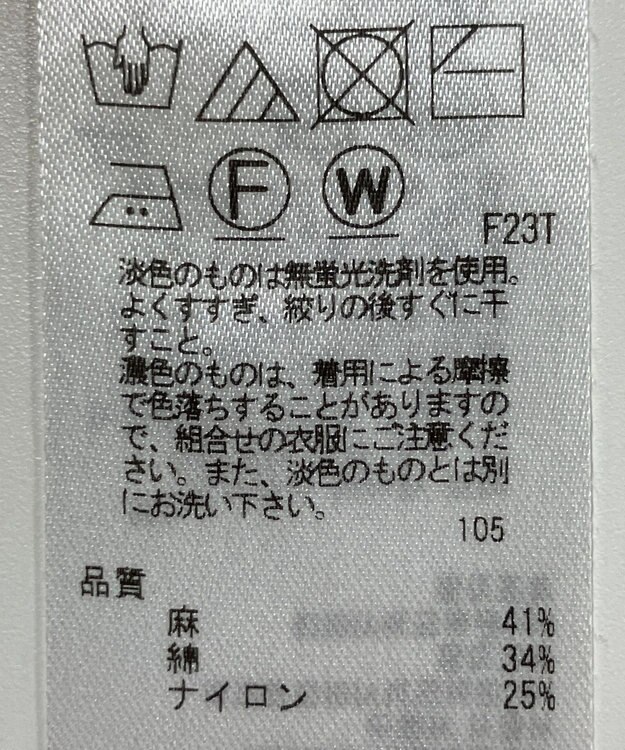 F W
F23T
淡色のものは無蛍光洗剤を使用。
よくすすぎ、絞りの後すぐに干
すこと。
濃色のものは、着用による摩擦
で色落ちすることがありますの
で、組合せの衣服にご注意くだ
さい。また、淡色のものとは別
にお洗い下さい。
105
品質
麻 41%
綿 34%
ナイロン 25%